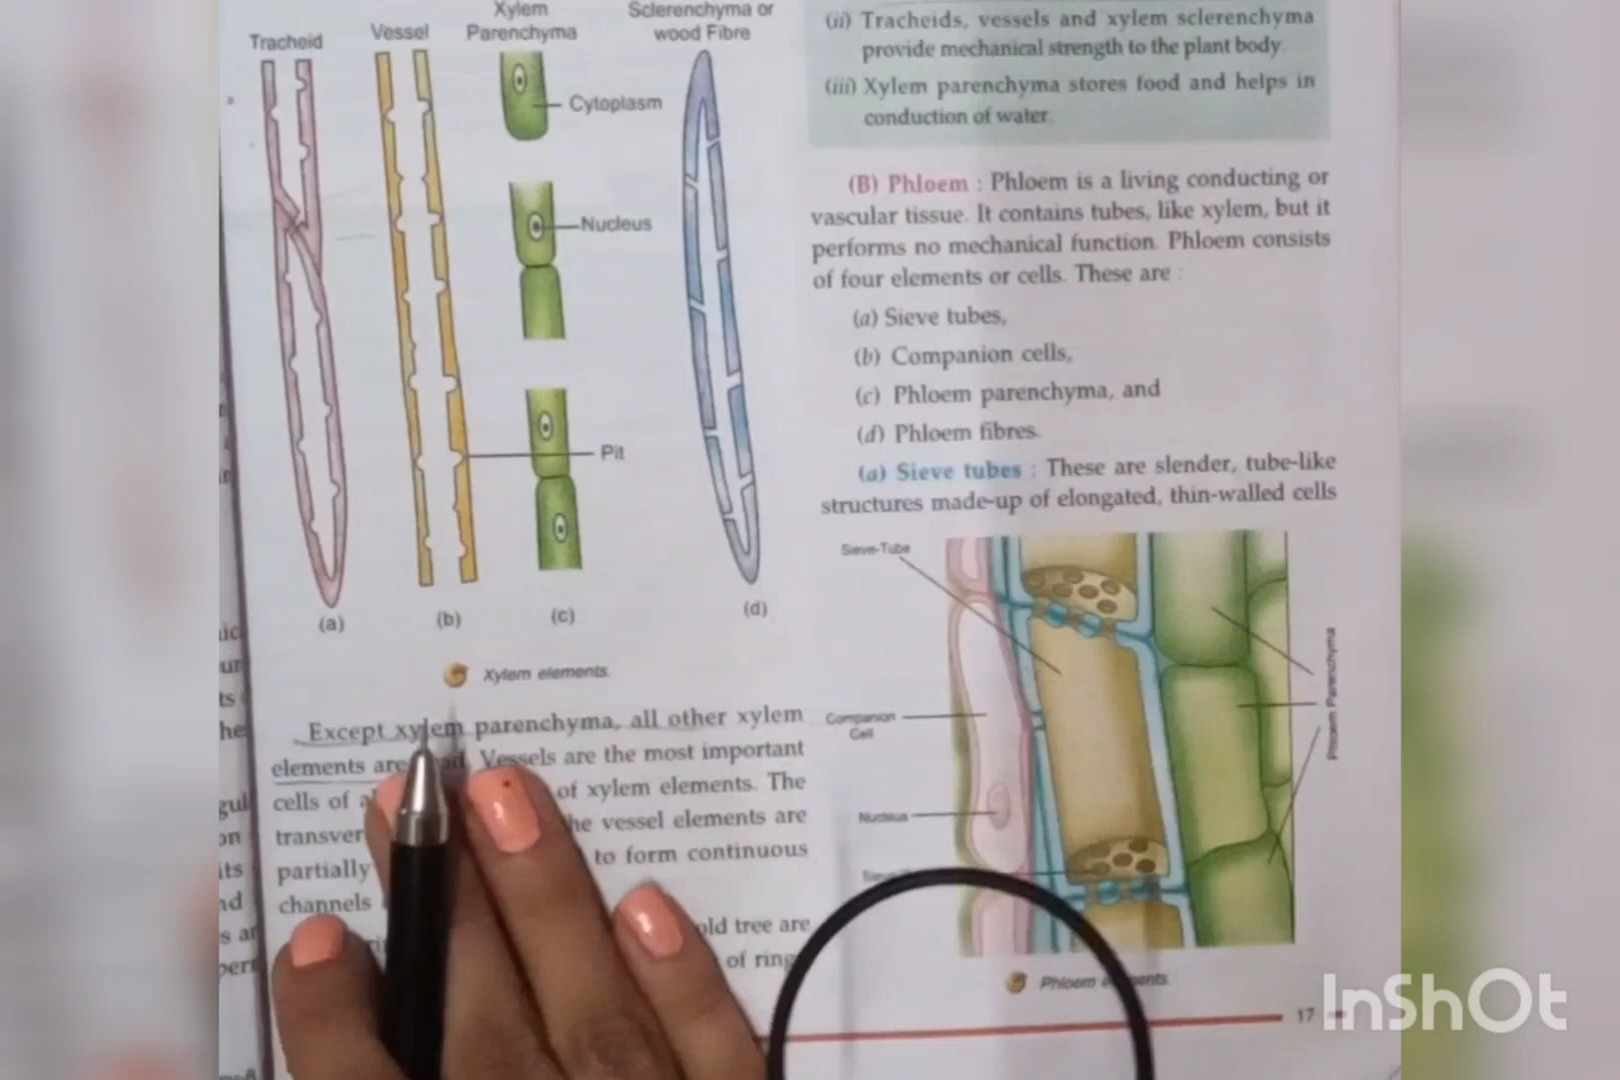 Tracheid
Vessel
Xylem
Parenchyma
Sclerenchyma or
wood Fibre
Cytoplasm
Nucleus
Pit
(a)
(b)
(c)
(d)
Xylem elements.
Except xylem parenchyma, all other xylem
elements are Vessels are the most important
cells of of xylem elements. The
the vessel elements are
partially to form continuous
channels
old tree are
of ring
(ii) Tracheids, vessels and xylem sclerenchyma
provide mechanical strength to the plant body.
(iii) Xylem parenchyma stores food and helps in
conduction of water.
(B) Phloem : Phloem is a living conducting or
vascular tissue. It contains tubes, like xylem, but it
performs no mechanical function. Phloem consists
of four elements or cells. These are :
(a) Sieve tubes,
(b) Companion cells,
(c) Phloem parenchyma, and
(d) Phloem fibres.
(a) Sieve tubes : These are slender, tube-like
structures made-up of elongated, thin-walled cells
Sieve-Tube
Companion
Cell
Nucleus
Phloem Parenchyma
Phloem
17
InShOt